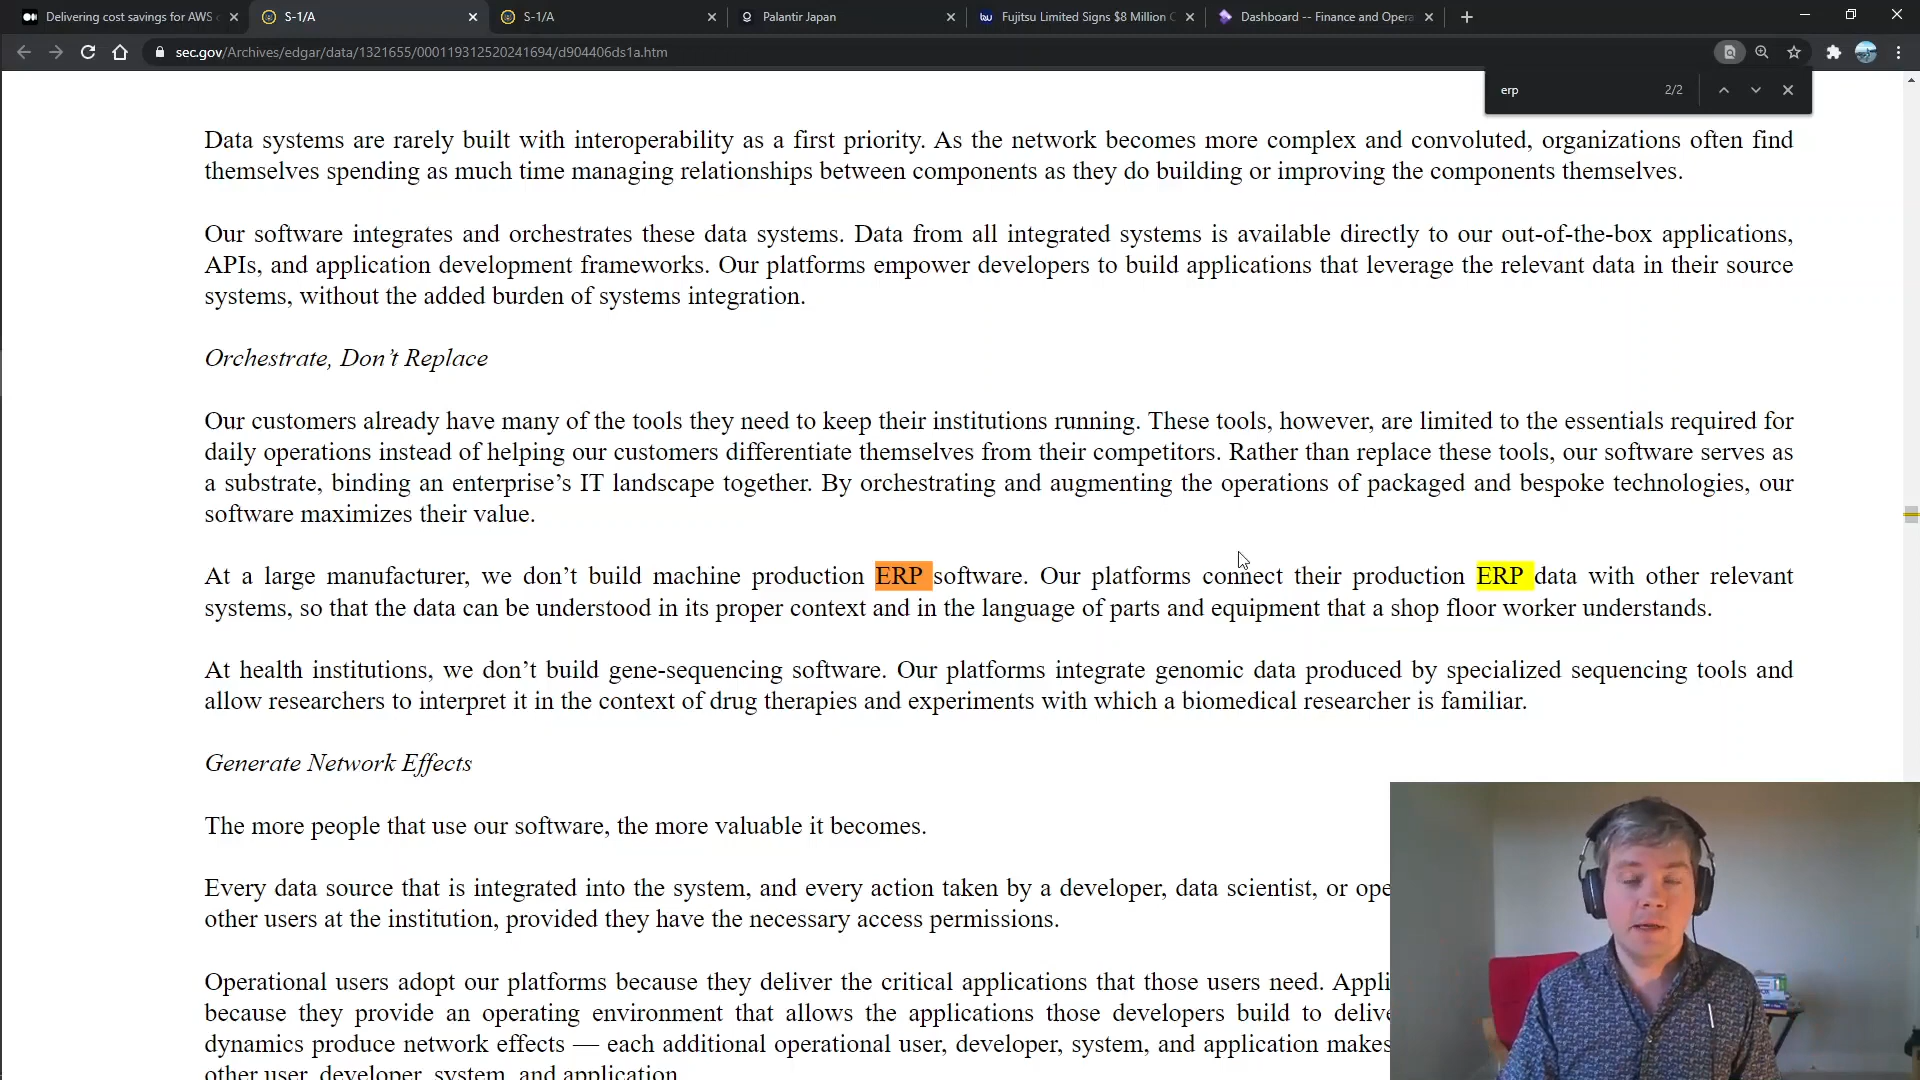 Delivering cost savings for AWS
S-1/A
S-1/A
Palantir Japan
Fujitsu Limited Signs $8 Million
Dashboard -- Finance and Opera
sec.gov/Archives/edgar/data/1321655/000119312520241694/d904406ds1a.htm
erp
2/2
Data systems are rarely built with interoperability as a first priority. As the network becomes more complex and convoluted, organizations often find
themselves spending as much time managing relationships between components as they do building or improving the components themselves.
Our software integrates and orchestrates these data systems. Data from all integrated systems is available directly to our out-of-the-box applications,
APIs, and application development frameworks. Our platforms empower developers to build applications that leverage the relevant data in their source
systems, without the added burden of systems integration.
Orchestrate, Don’t Replace
Our customers already have many of the tools they need to keep their institutions running. These tools, however, are limited to the essentials required for
daily operations instead of helping our customers differentiate themselves from their competitors. Rather than replace these tools, our software serves as
a substrate, binding an enterprise’s IT landscape together. By orchestrating and augmenting the operations of packaged and bespoke technologies, our
software maximizes their value.
At a large manufacturer, we don’t build machine production ERP software. Our platforms connect their production ERP data with other relevant
systems, so that the data can be understood in its proper context and in the language of parts and equipment that a shop floor worker understands.
At health institutions, we don’t build gene-sequencing software. Our platforms integrate genomic data produced by specialized sequencing tools and
allow researchers to interpret it in the context of drug therapies and experiments with which a biomedical researcher is familiar.
Generate Network Effects
The more people that use our software, the more valuable it becomes.
Every data source that is integrated into the system, and every action taken by a developer, data scientist, or ope
other users at the institution, provided they have the necessary access permissions.
Operational users adopt our platforms because they deliver the critical applications that those users need. Appli
because they provide an operating environment that allows the applications those developers build to delive
dynamics produce network effects — each additional operational user, developer, system, and application makes
other user, developer, system, and application.